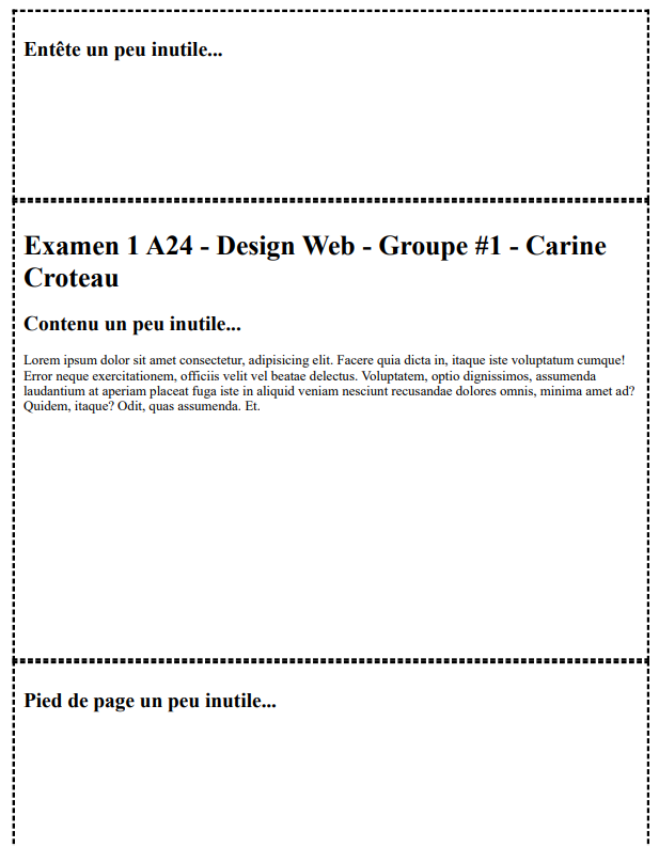 Entête un peu inutile...
Examen 1 A24 - Design Web - Groupe #1 - Carine
Croteau
Contenu un peu inutile...
Lorem ipsum dolor sit amet consectetur, adipisicing elit. Facere quia dicta in, itaque iste voluptatum cumque!
Error neque exercitationem, officiis velit vel beatae delectus. Voluptatem, optio dignissimos, assumenda
laudantium at aperiam placeat fuga iste in aliquid veniam nesciunt recusandae dolores omnis, minima amet ad?
Quidem, itaque? Odit, quas assumenda. Et.
Pied de page un peu inutile...